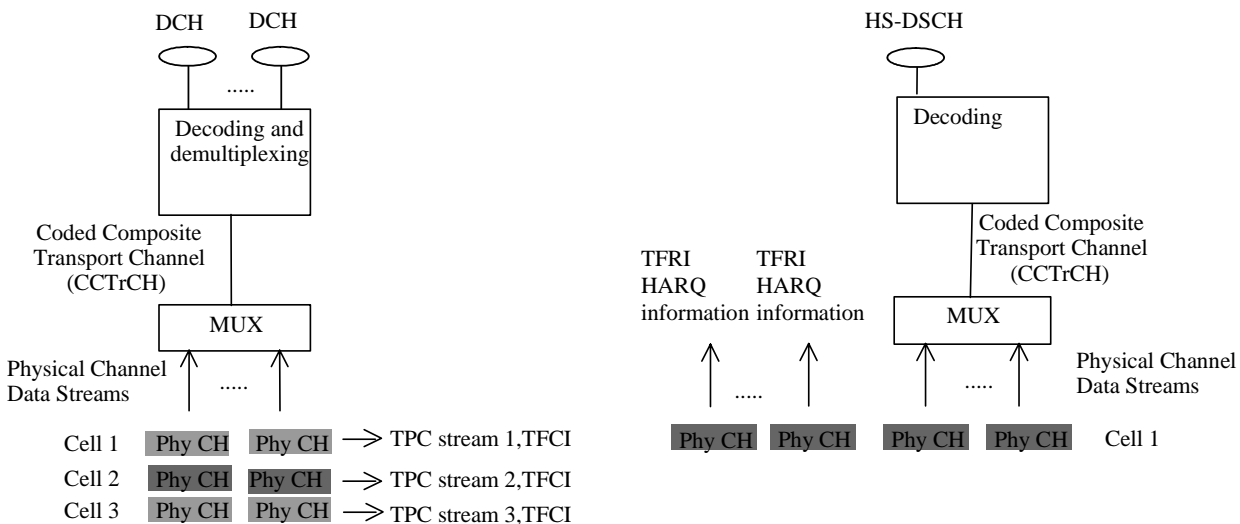 DCH
DCH
.....
Decoding and
demultiplexing
Coded Composite
Transport Channel
(CCTrCH)
MUX
Physical Channel
Data Streams
.....
Cell 1
Phy CH
Phy CH
TPC stream 1,TFCI
Cell 2
Phy CH
Phy CH
TPC stream 2,TFCI
Cell 3
Phy CH
Phy CH
TPC stream 3,TFCI
HS-DSCH
Decoding
Coded Composite
Transport Channel
(CCTrCH)
TFRI
HARQ
information
TFRI
HARQ
information
MUX
Physical Channel
Data Streams
.....
.....
Phy CH
Phy CH
Phy CH
Phy CH
Cell 1